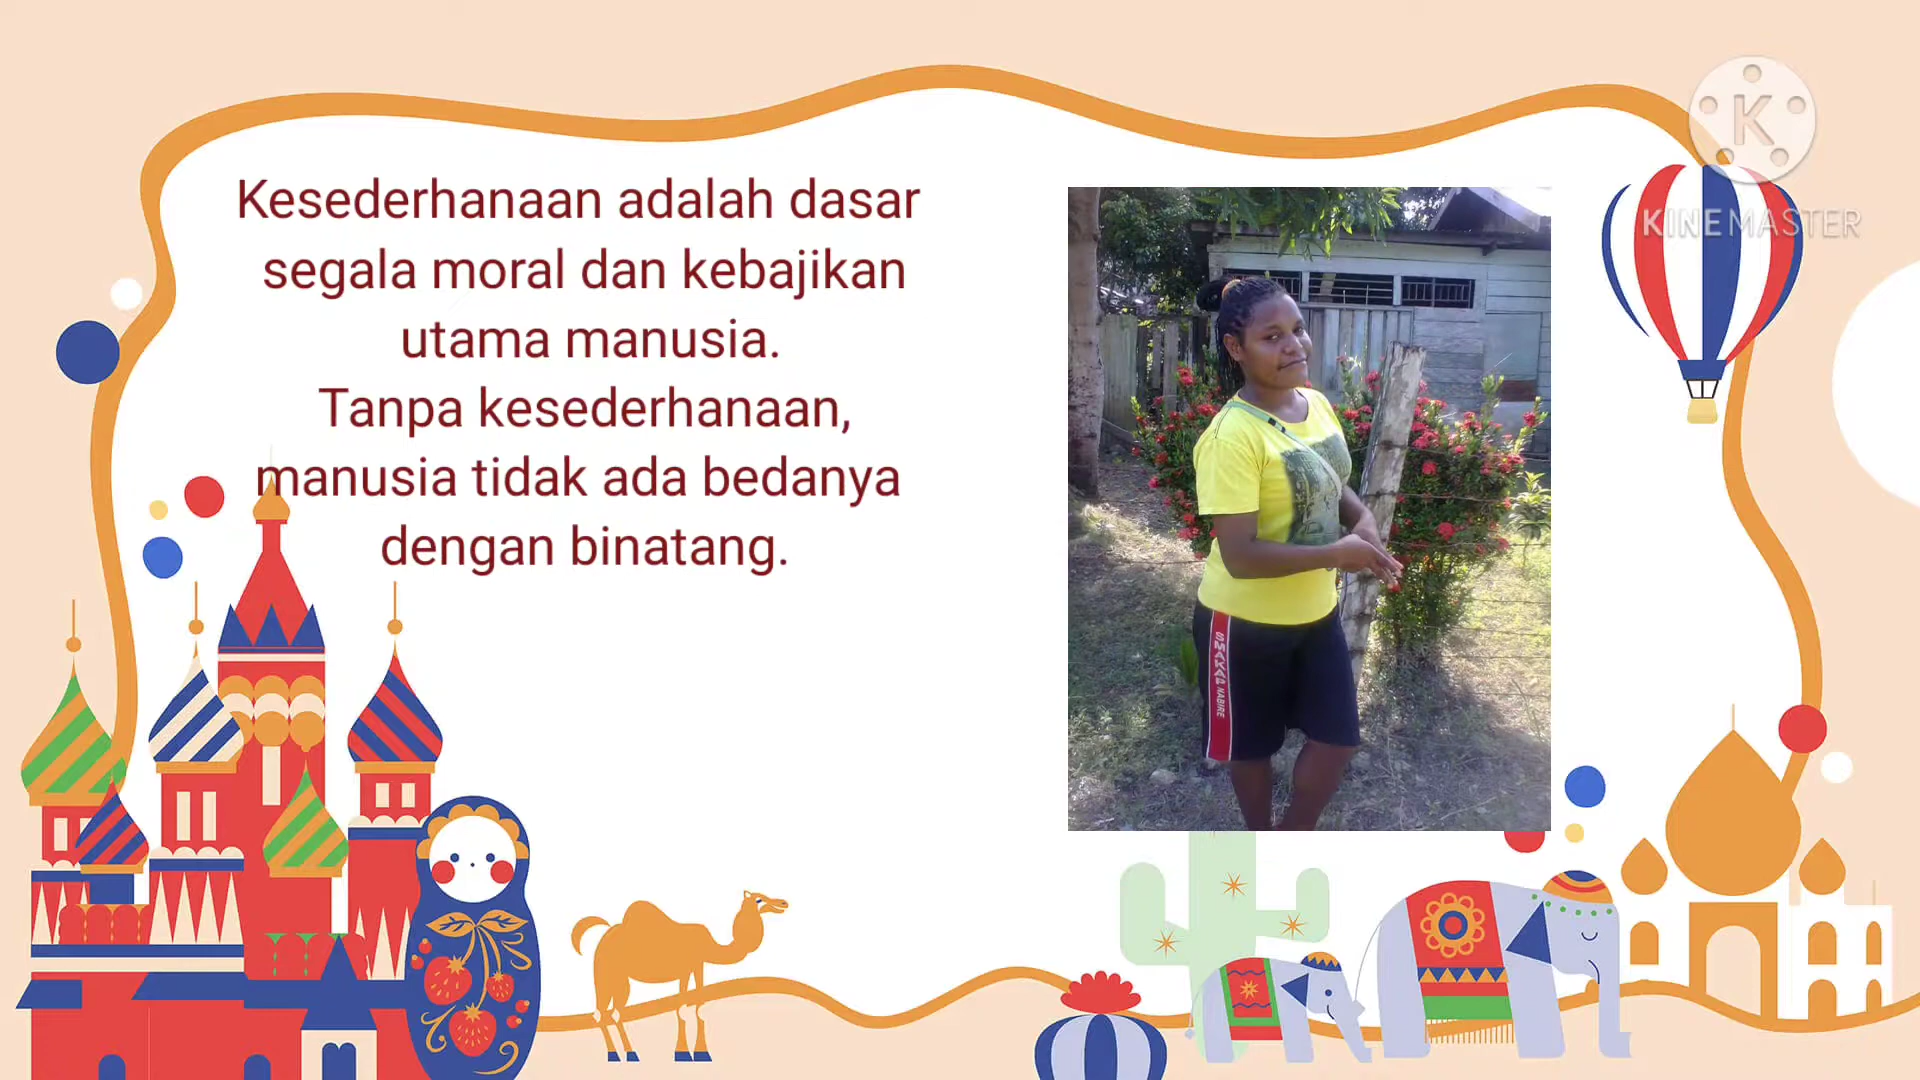 Kesederhanaan adalah dasar
segala moral dan kebajikan
utama manusia.
Tanpa kesederhanaan,
manusia tidak ada bedanya
dengan binatang.
K
KINEMASTER
SMAKAP NABIRE